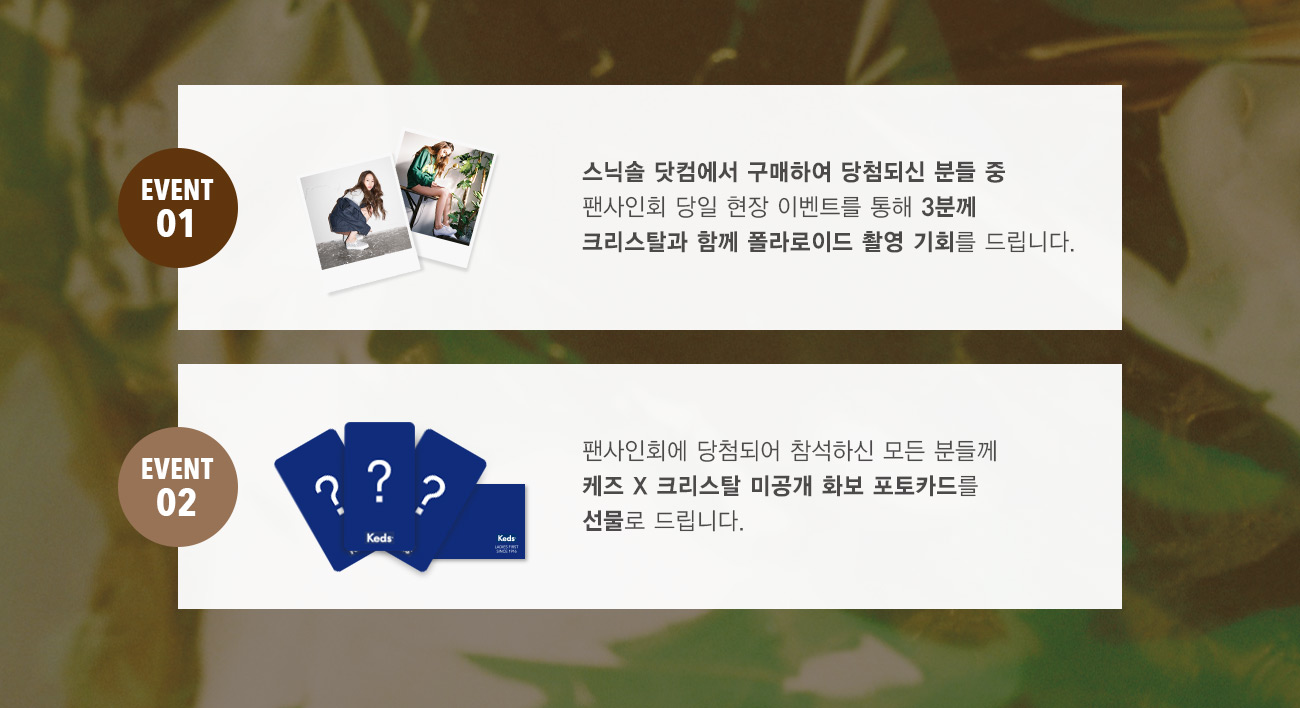 EVENT
01
스닉솔 닷컴에서 구매하여 당첨되신 분들 중
팬사인회 당일 현장 이벤트를 통해 3분께
크리스탈과 함께 폴라로이드 촬영 기회를 드립니다.
EVENT
02
?
?
?
Keds
Keds
LADIES FIRST
SINCE 1916
팬사인회에 당첨되어 참석하신 모든 분들께
케즈 X 크리스탈 미공개 화보 포토카드를
선물로 드립니다.